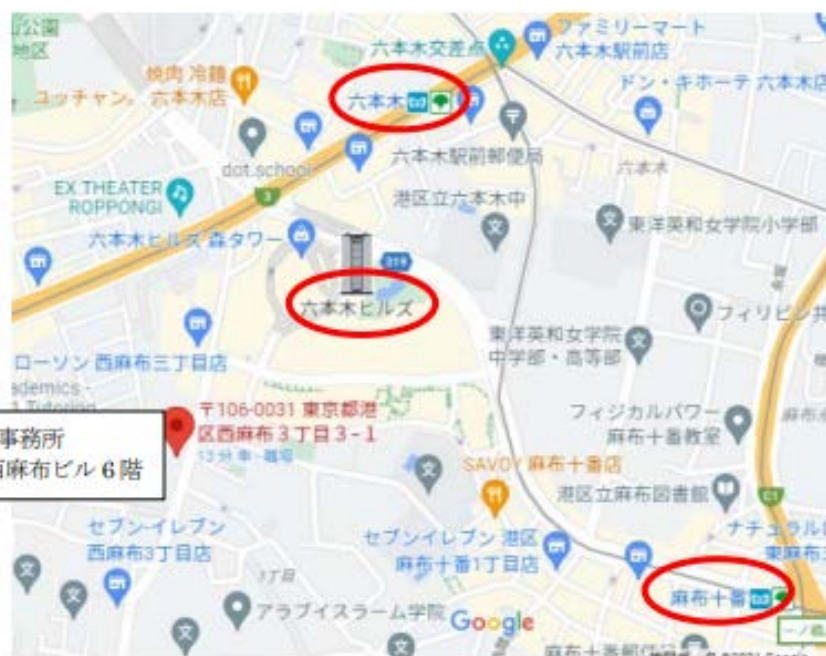 公園
地区
六本木交差点
ファミリーマート
六本木駅前店
焼肉 冷麺
ユッチャン。 六本木店
六本木
ドン・キホーテ 六本木店
dot.school
六本木駅前郵便局
六本木
EX THEATER
ROPPONGI
3
港区立六本木中
東洋英和女学院小学部
六本木ヒルズ 森タワー
319
六本木ヒルズ
フィリピン共
東洋英和女学院
中学部・高等部
ローソン 西麻布三丁目店
ademics -
〒106-0031 東京都港
区西麻布3丁目3-1
13 分 車 - 職場
事務所
西麻布ビル 6 階
フィジカルパワー
麻布十番教室
SAVOY 麻布十番店
港区立麻布図書館
C1
セブン-イレブン
西麻布3丁目店
セブンイレブン 港区
麻布十番1丁目店
ナチュラル
東麻布
3丁目
麻布十番
アラブイスラーム学院
Google